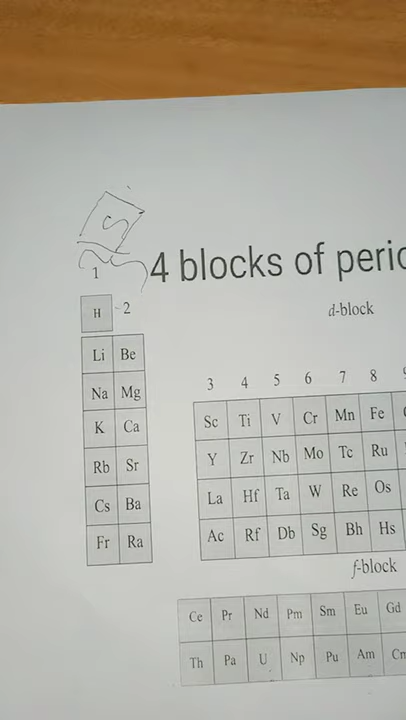 S
4 blocks of perio
1
H 2
d-block
Li Be
3 4 5 6 7 8
Na Mg
Sc Ti V Cr Mn Fe
K Ca
Y Zr Nb Mo Tc Ru
Rb Sr
La Hf Ta W Re Os
Cs Ba
Ac Rf Db Sg Bh Hs
Fr Ra
f-block
Ce Pr Nd Pm Sm Eu Gd
Th Pa U Np Pu Am Cm